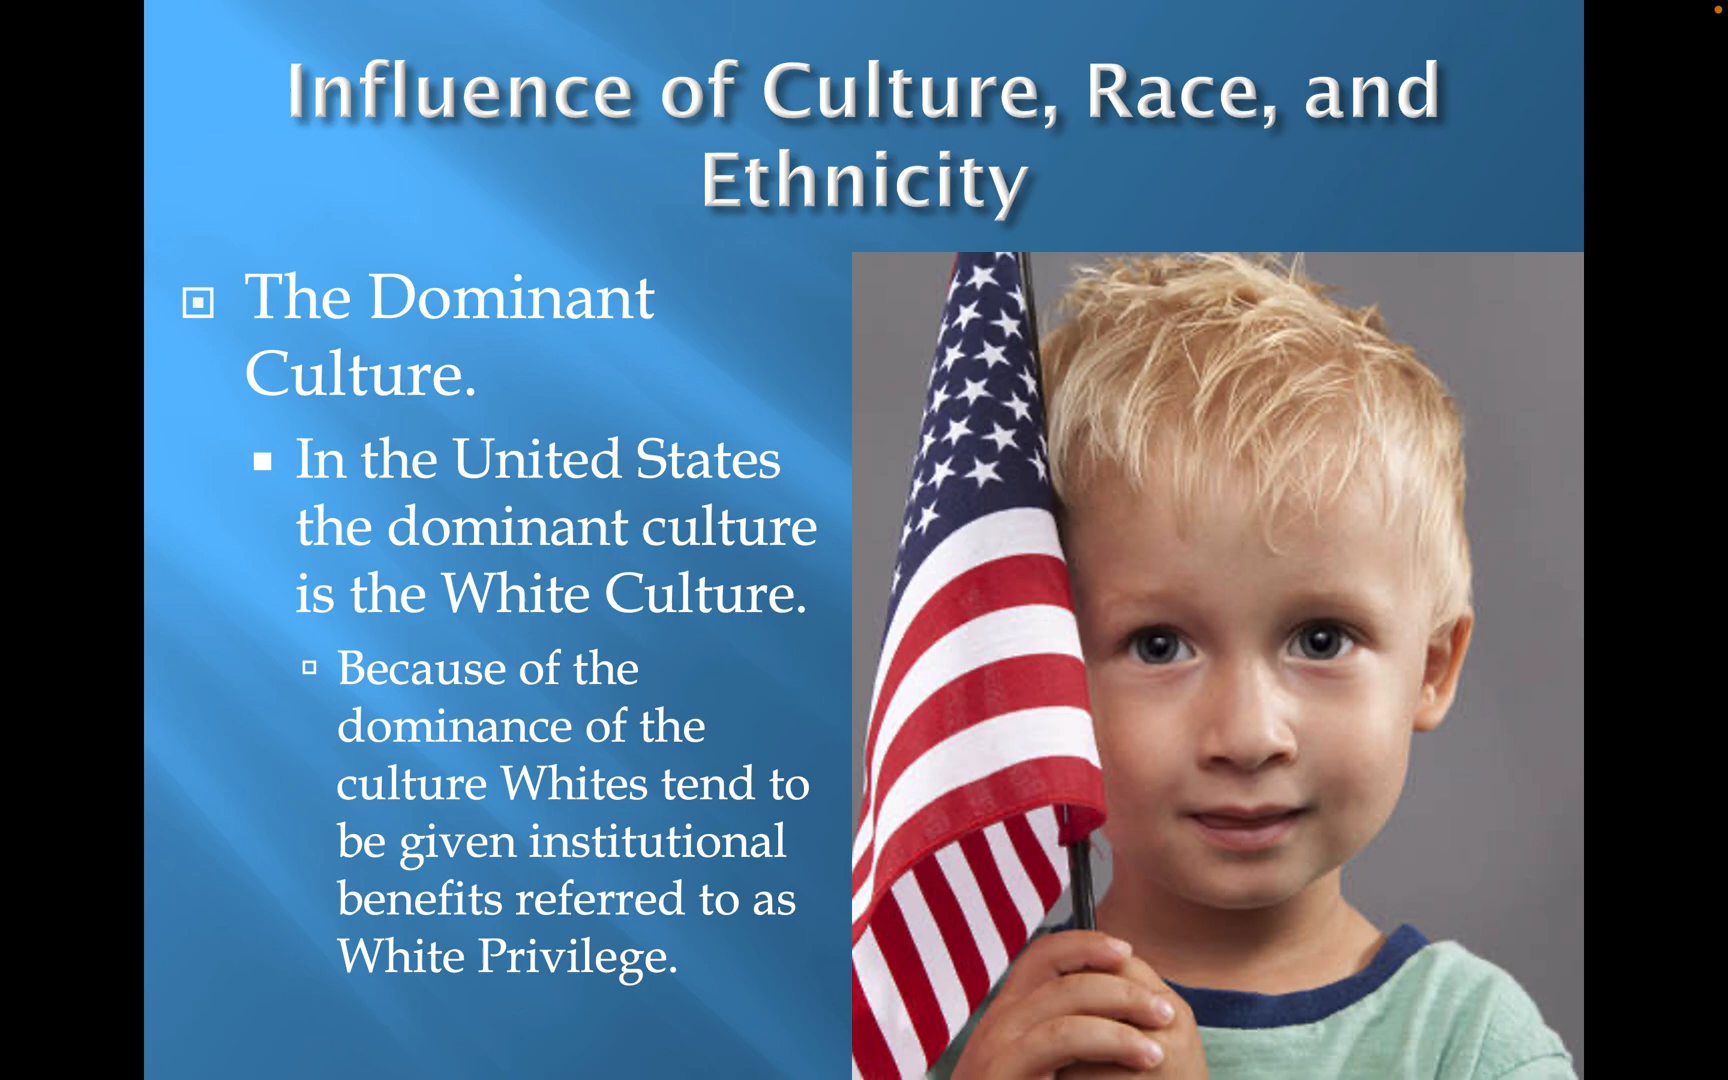 Influence of Culture, Race, and
Ethnicity
The Dominant
Culture.
In the United States
the dominant culture
is the White Culture.
Because of the
dominance of the
culture Whites tend to
be given institutional
benefits referred to as
White Privilege.